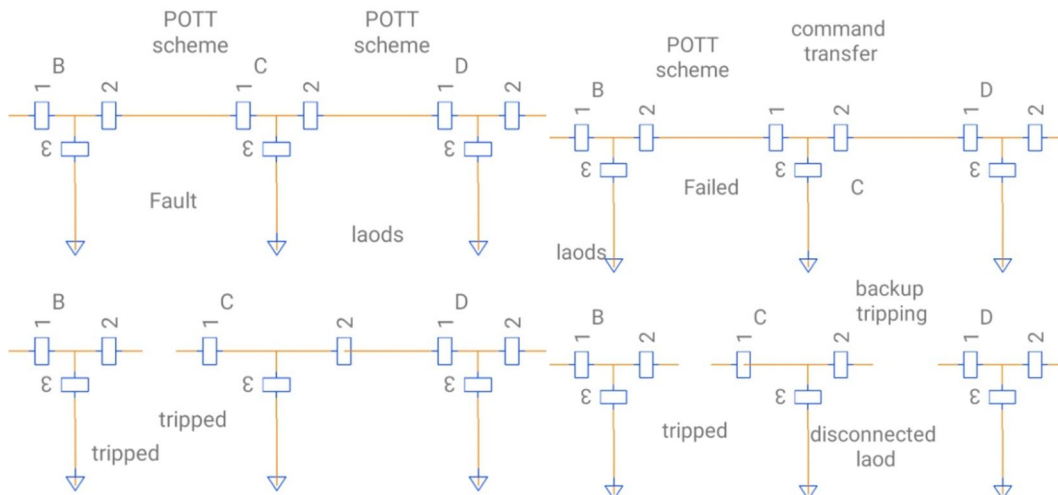 POTT
scheme
POTT
scheme
B
C
D
1
2
1
2
1
2
3
3
3
Fault
laods
POTT
scheme
command
transfer
B
D
1
2
1
2
1
2
3
3
3
Failed
C
laods
B
C
D
1
2
1
2
1
2
3
3
3
tripped
tripped
backup
tripping
B
C
D
1
2
1
2
1
2
3
3
3
tripped
disconnected
laod